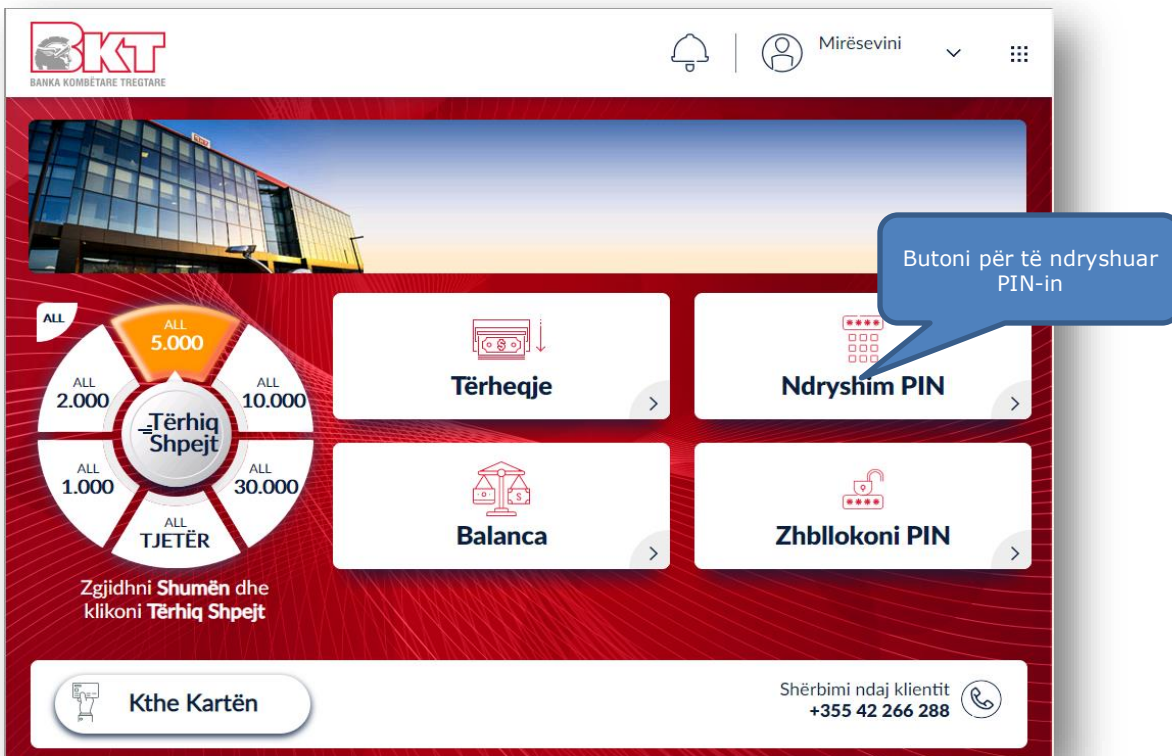 BKT
BANKA KOMBËTARE TREGTARE
Mirësevini
Butoni për të ndryshuar
PIN-in
ALL
ALL
5.000
ALL
2.000
ALL
10.000
Tërhiq
Shpejt
ALL
1.000
ALL
30.000
ALL
TJETËR
Zgjidhni Shumën dhe
klikoni Tërhiq Shpejt
Tërheqje
****
Ndryshim PIN
Balanca
****
Zhbllokoni PIN
Kthe Kartën
Shërbimi ndaj klientit
+355 42 266 288